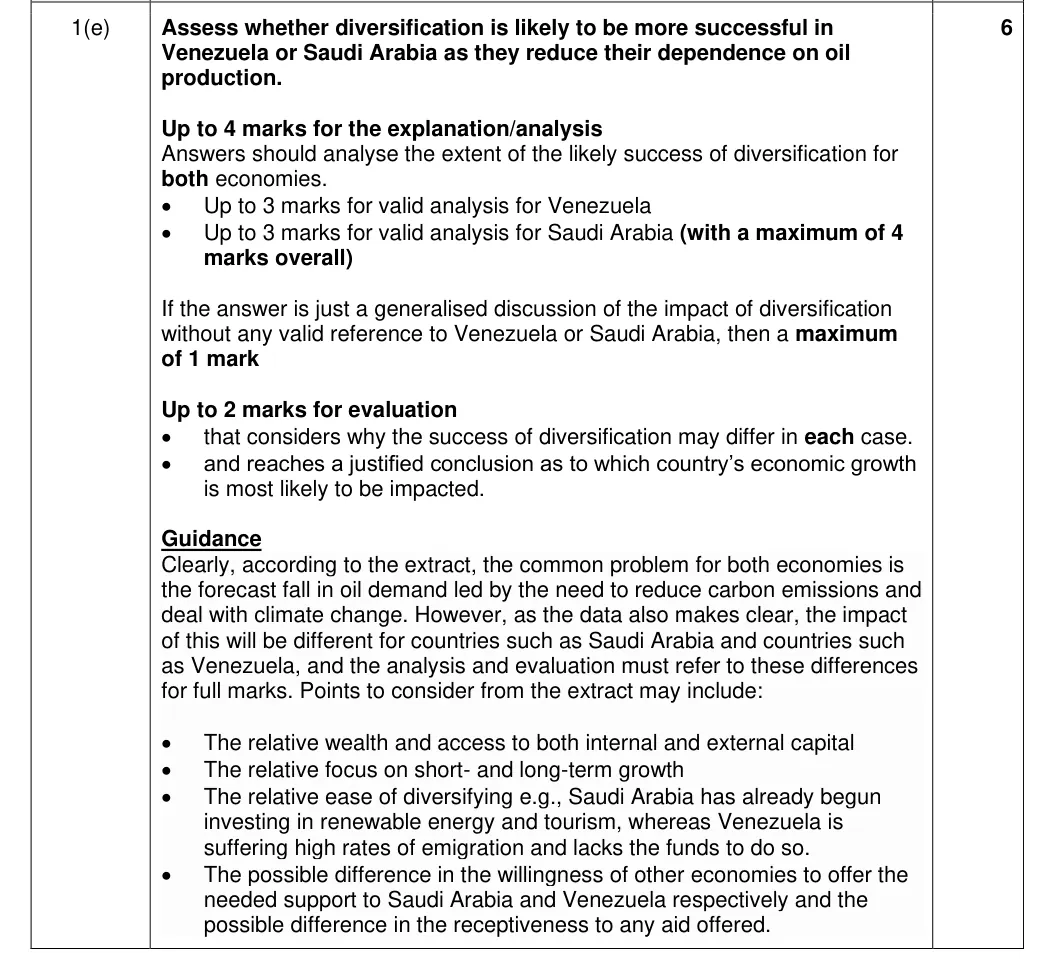 1(e)
Assess whether diversification is likely to be more successful in
Venezuela or Saudi Arabia as they reduce their dependence on oil
production.
6
Up to 4 marks for the explanation/analysis
Answers should analyse the extent of the likely success of diversification for
both economies.
• Up to 3 marks for valid analysis for Venezuela
• Up to 3 marks for valid analysis for Saudi Arabia (with a maximum of 4
marks overall)
If the answer is just a generalised discussion of the impact of diversification
without any valid reference to Venezuela or Saudi Arabia, then a maximum
of 1 mark
Up to 2 marks for evaluation
• that considers why the success of diversification may differ in each case.
• and reaches a justified conclusion as to which country’s economic growth
is most likely to be impacted.
Guidance
Clearly, according to the extract, the common problem for both economies is
the forecast fall in oil demand led by the need to reduce carbon emissions and
deal with climate change. However, as the data also makes clear, the impact
of this will be different for countries such as Saudi Arabia and countries such
as Venezuela, and the analysis and evaluation must refer to these differences
for full marks. Points to consider from the extract may include:
• The relative wealth and access to both internal and external capital
• The relative focus on short- and long-term growth
• The relative ease of diversifying e.g., Saudi Arabia has already begun
investing in renewable energy and tourism, whereas Venezuela is
suffering high rates of emigration and lacks the funds to do so.
• The possible difference in the willingness of other economies to offer the
needed support to Saudi Arabia and Venezuela respectively and the
possible difference in the receptiveness to any aid offered.